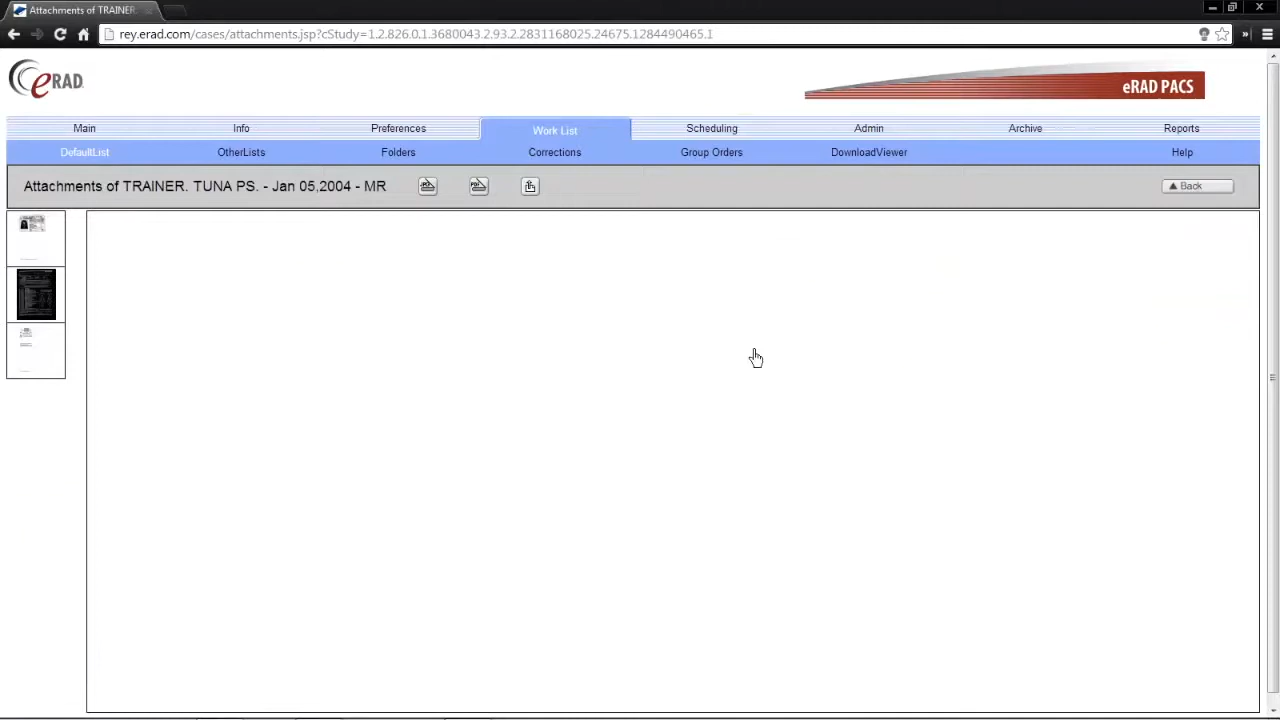 Attachments of TRAINER.
rey.erad.com/cases/attachments.jsp?cStudy=1.2.826.0.1.3680043.2.93.2.2831168025.24675.1284490465.1
eRAD
eRAD PACS
Main Info Preferences Work List Scheduling Admin Archive Reports
DefaultList OtherLists Folders Corrections Group Orders DownloadViewer Help
Attachments of TRAINER. TUNA PS. - Jan 05,2004 - MR
Back